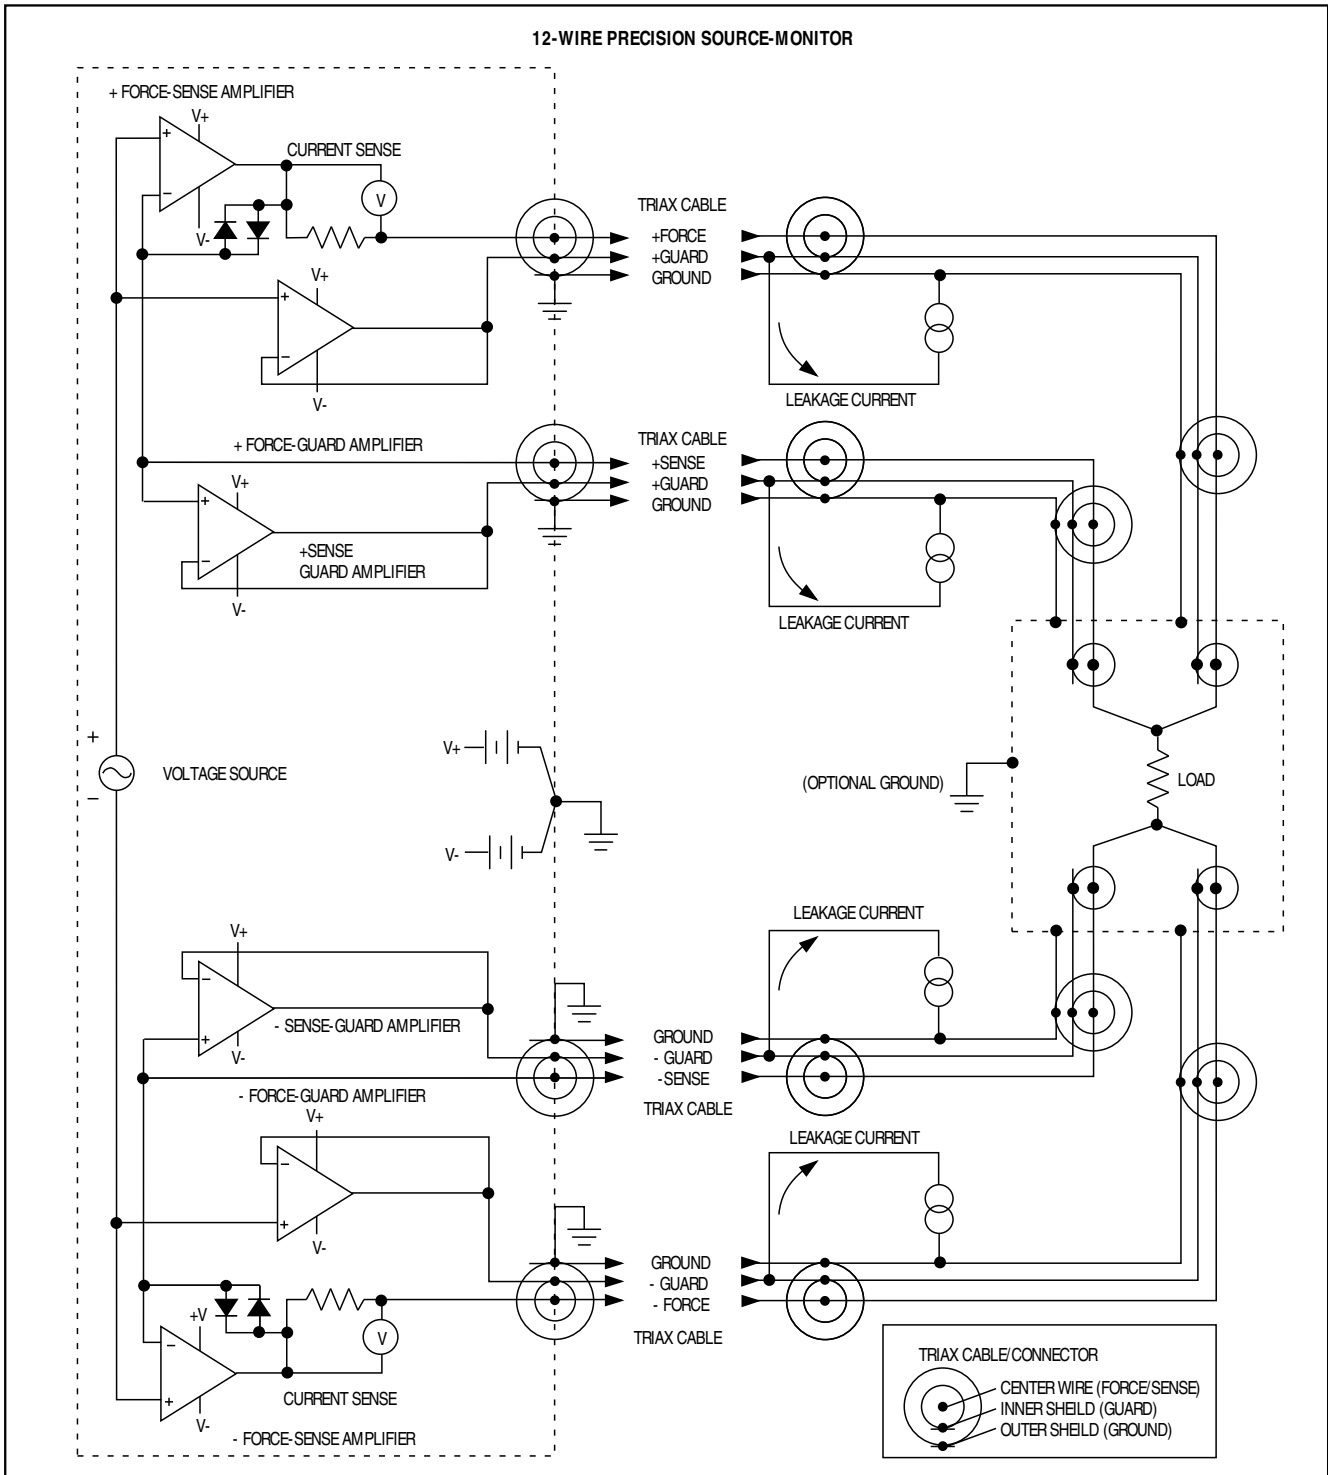 12-WIRE PRECISION SOURCE-MONITOR
+ FORCE-SENSE AMPLIFIER
V+
+
CURRENT SENSE
V
−
V-
TRIAX CABLE
+FORCE
+GUARD
GROUND
V+
+
−
V-
LEAKAGE CURRENT
+ FORCE-GUARD AMPLIFIER
TRIAX CABLE
+SENSE
+GUARD
GROUND
V+
+
+SENSE
GUARD AMPLIFIER
−
V-
LEAKAGE CURRENT
+
VOLTAGE SOURCE
−
V+
V-
(OPTIONAL GROUND)
LOAD
LEAKAGE CURRENT
V+
−
- SENSE-GUARD AMPLIFIER
+
V-
GROUND
- GUARD
-SENSE
TRIAX CABLE
- FORCE-GUARD AMPLIFIER
V+
LEAKAGE CURRENT
−
+
V-
GROUND
- GUARD
- FORCE
TRIAX CABLE
+V
V
−
+
CURRENT SENSE
V-
- FORCE-SENSE AMPLIFIER
TRIAX CABLE/CONNECTOR
CENTER WIRE (FORCE/SENSE)
INNER SHEILD (GUARD)
OUTER SHEILD (GROUND)